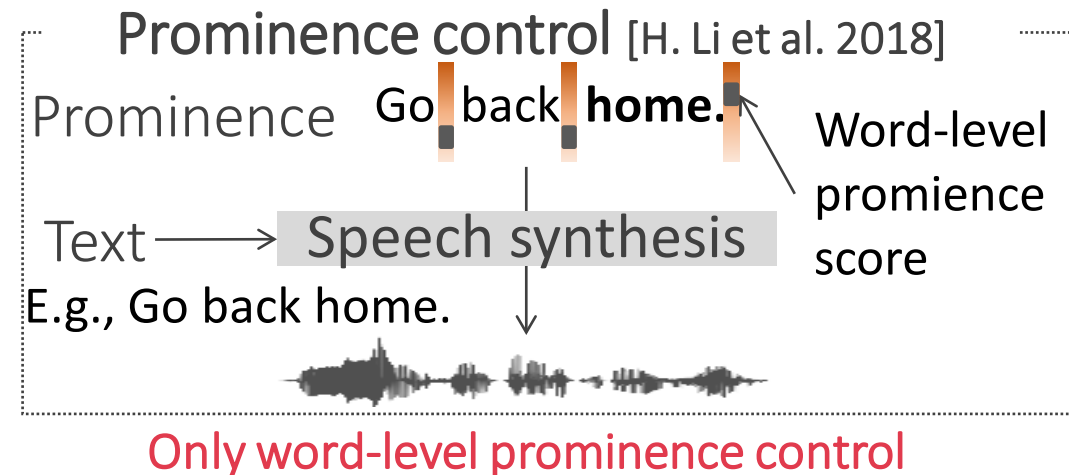 Prominence control [H. Li et al. 2018]
Prominence
Go back home.
Word-level
promience
score
Text
Speech synthesis
E.g., Go back home.
Only word-level prominence control